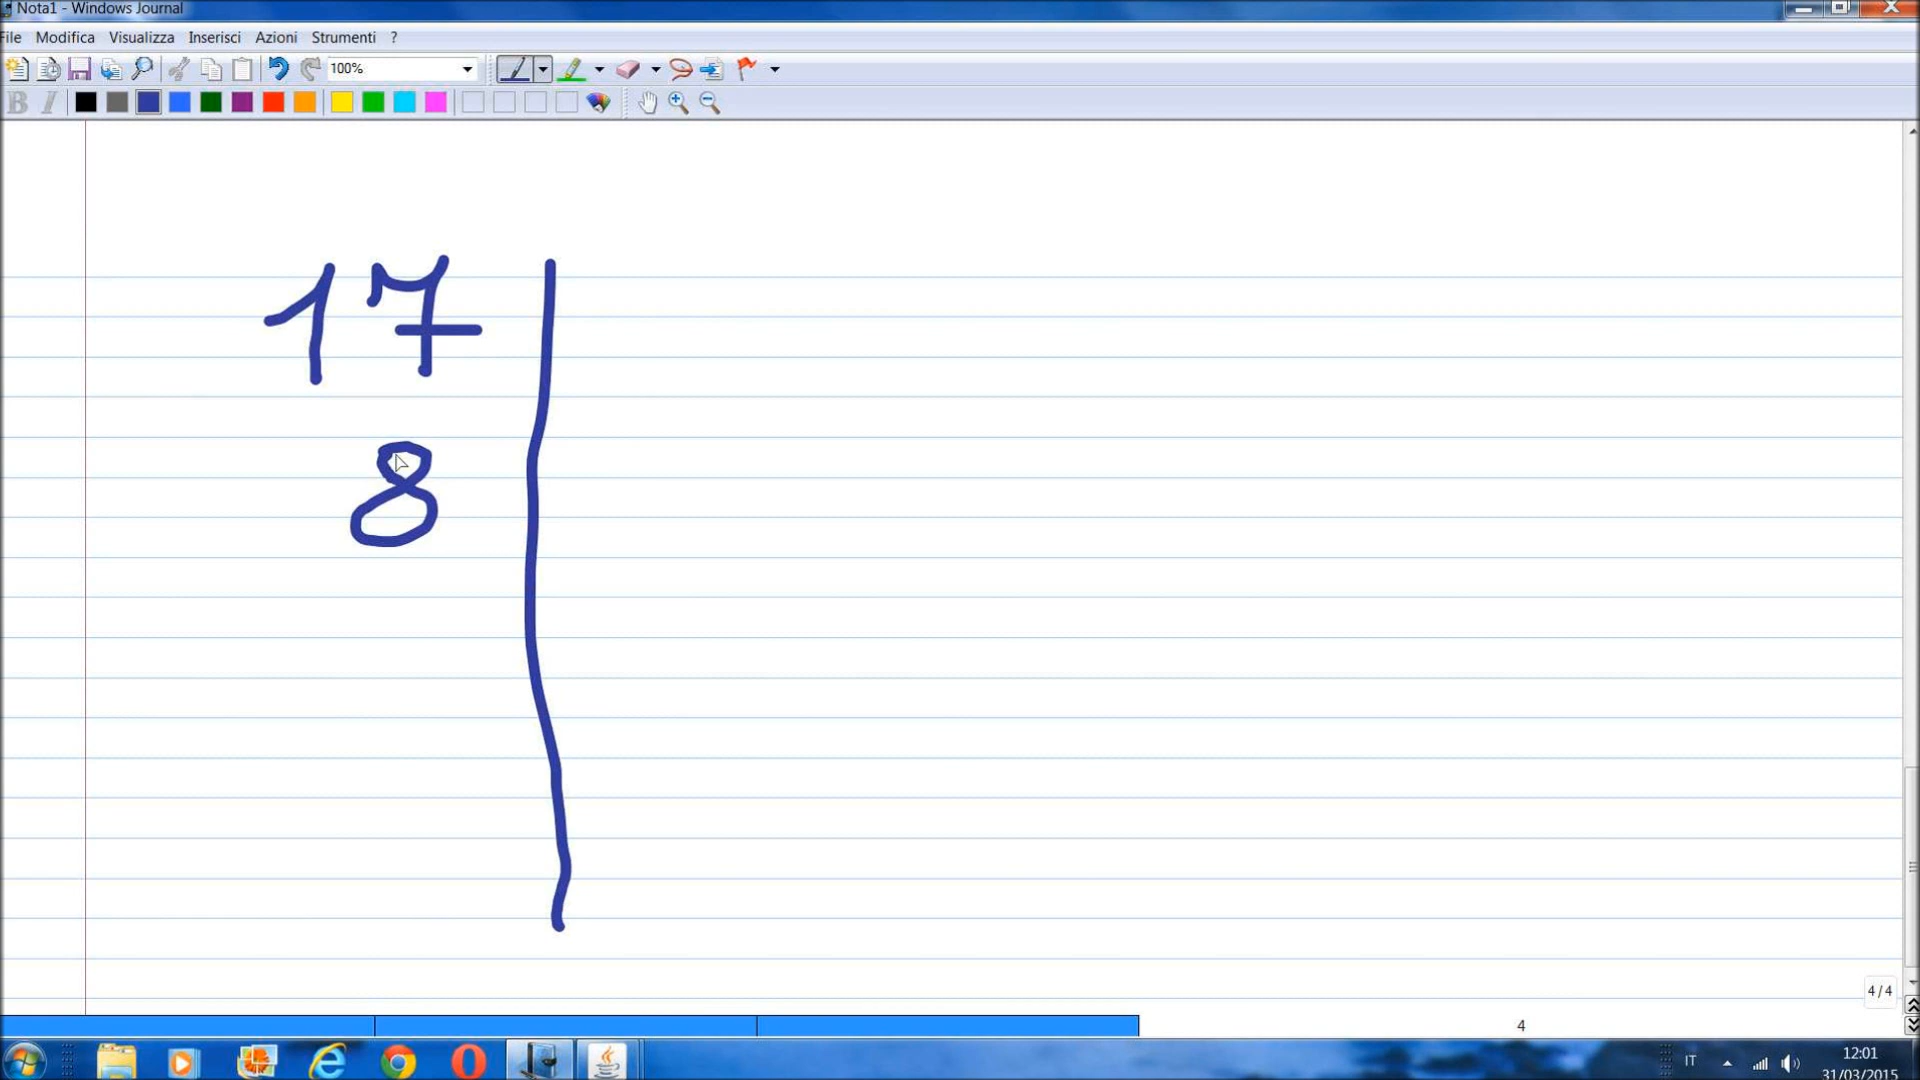 Nota1 - Windows Journal
File Modifica Visualizza Inserisci Azioni Strumenti ?
100%
B I
17
8
4/4
4
IT
12:01
31/03/2015